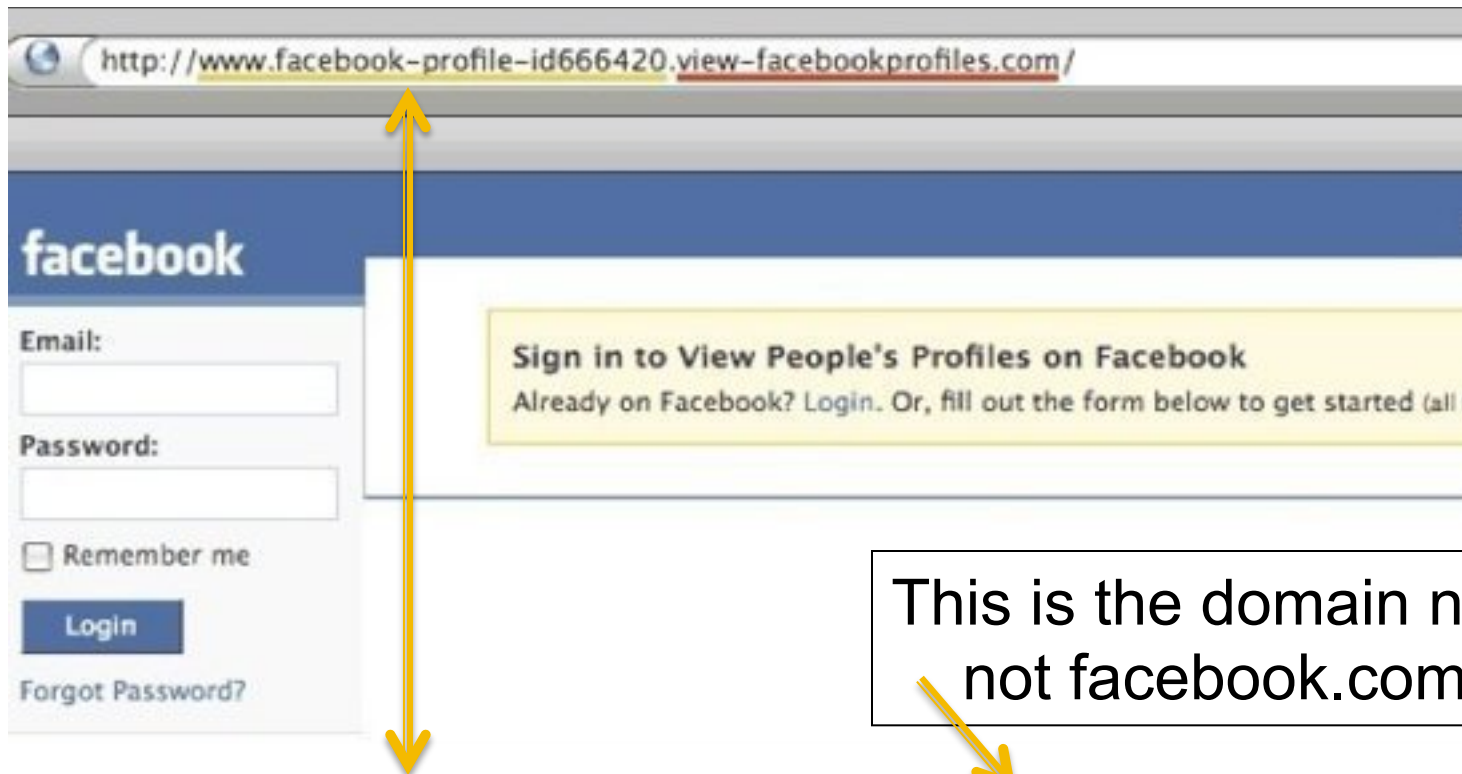 http://www.facebook-profile-id666420.view-facebookprofiles.com/
facebook
Email:
Sign in to View People's Profiles on Facebook
Already on Facebook? Login. Or, fill out the form below to get started (all
Password:
Remember me
Login
Forgot Password?
This is the domain n
not facebook.com